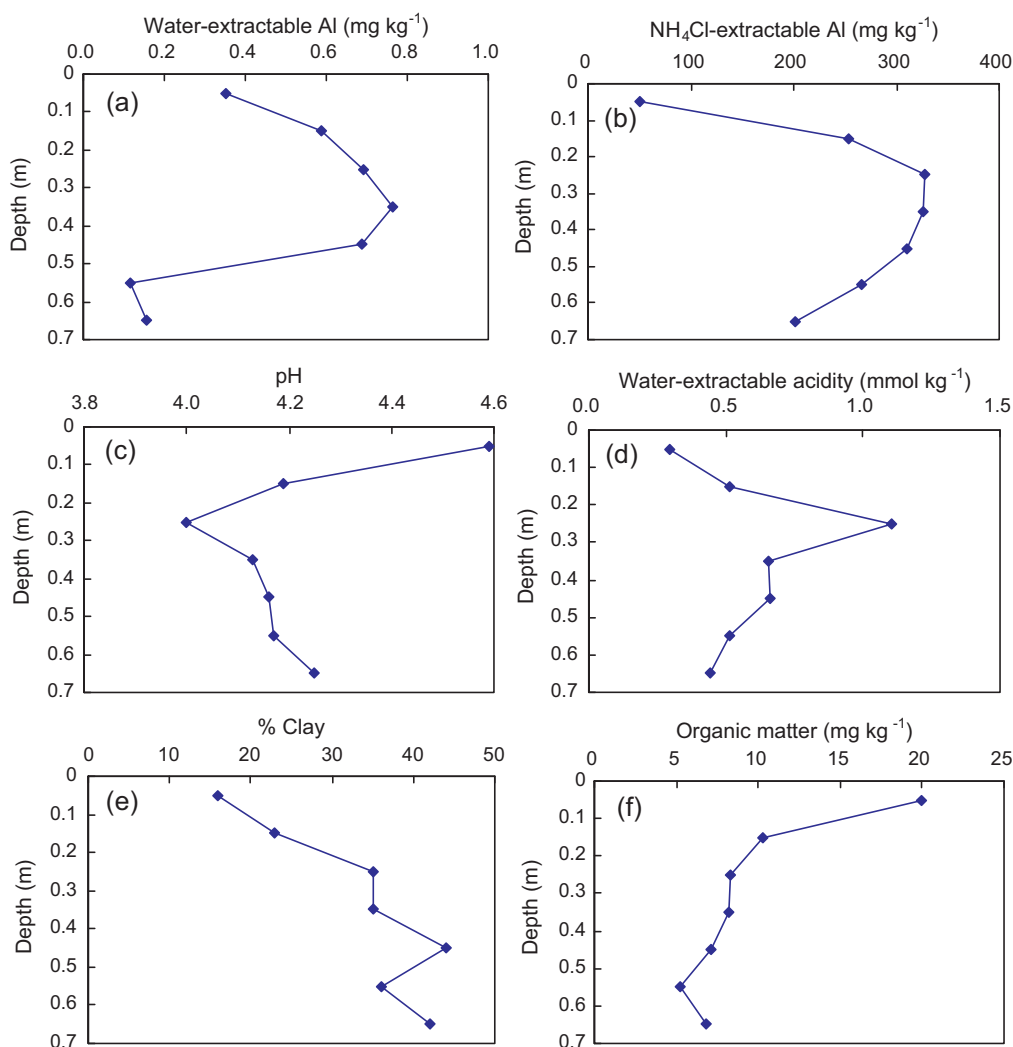 Water-extractable Al (mg kg⁻¹)
0.0 0.2 0.4 0.6 0.8 1.0
0
0.1
0.2
0.3
0.4
0.5
0.6
0.7
Depth (m)
(a)
NH₄Cl-extractable Al (mg kg⁻¹)
0 100 200 300 400
0
0.1
0.2
0.3
0.4
0.5
0.6
0.7
Depth (m)
(b)
pH
3.8 4.0 4.2 4.4 4.6
0
0.1
0.2
0.3
0.4
0.5
0.6
0.7
Depth (m)
(c)
Water-extractable acidity (mmol kg⁻¹)
0.0 0.5 1.0 1.5
0
0.1
0.2
0.3
0.4
0.5
0.6
0.7
Depth (m)
(d)
% Clay
0 10 20 30 40 50
0
0.1
0.2
0.3
0.4
0.5
0.6
0.7
Depth (m)
(e)
Organic matter (mg kg⁻¹)
0 5 10 15 20 25
0
0.1
0.2
0.3
0.4
0.5
0.6
0.7
Depth (m)
(f)